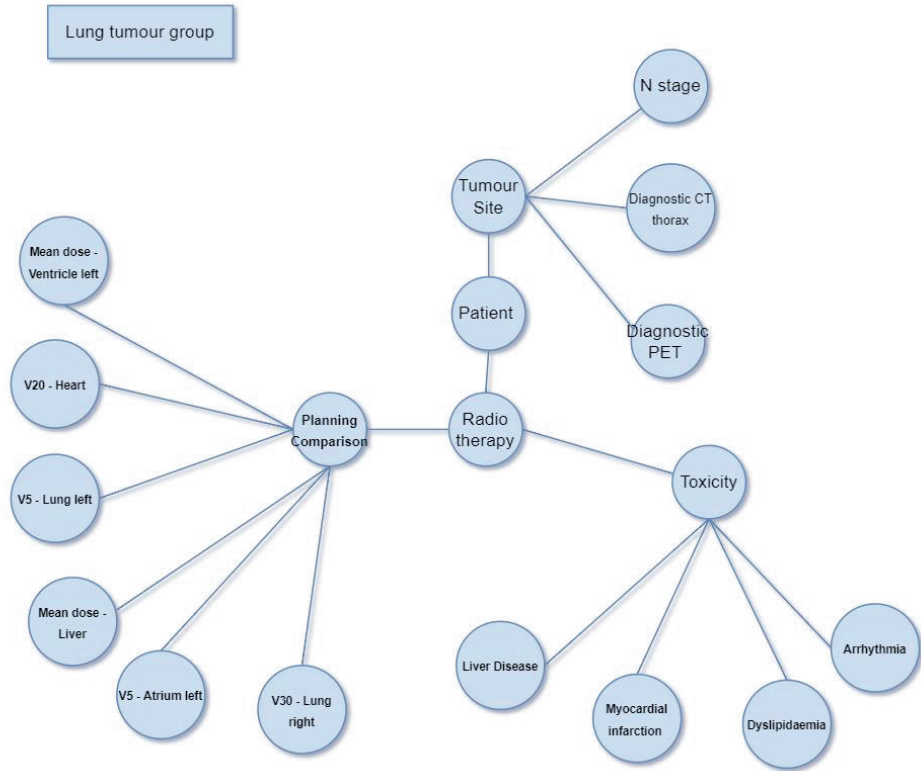 Lung tumour group
N stage
Tumour
Site
Diagnostic CT
thorax
Mean dose -
Ventricle left
Patient
Diagnostic
PET
V20 - Heart
Planning
Comparison
Radio
therapy
V5 - Lung left
Toxicity
Mean dose -
Liver
V5 - Atrium left
V30 - Lung
right
Liver Disease
Myocardial
infarction
Dyslipidaemia
Arrhythmia